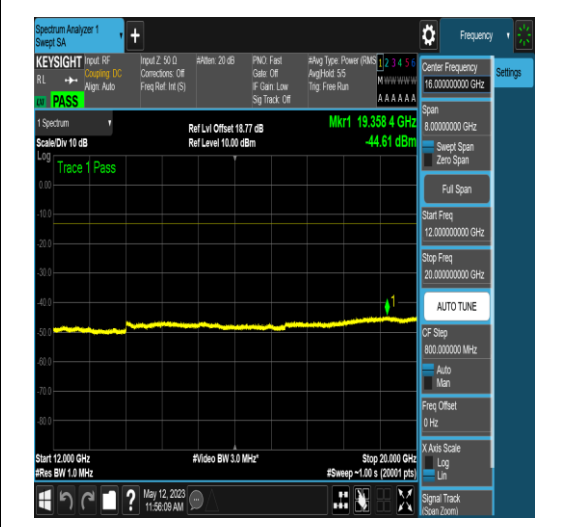 Spectrum Analyzer 1
Swept SA
Frequency
KEYSIGHT
RL
PASS
Input: RF
Coupling: DC
Align: Auto
Input Z: 50 Ω
Corrections: Off
Freq Ref: Int (S)
#Atten: 20 dB
PNO: Fast
Gate: Off
IF Gain: Low
Sig Track: Off
#Avg Type: Power (RMS
Avg|Hold: 5/5
Trig: Free Run
1 2 3 4 5 6
M W W W W W
A A A A A A
1 Spectrum
Scale/Div 10 dB
Ref Lvl Offset 18.77 dB
Ref Level 10.00 dBm
Mkr1 19.358 4 GHz
-44.61 dBm
Log
Trace 1 Pass
0.00
-10.0
-20.0
-30.0
-40.0
-50.0
-60.0
-70.0
-80.0
1
Start 12.000 GHz
#Res BW 1.0 MHz
#Video BW 3.0 MHz*
Stop 20.000 GHz
#Sweep ~1.00 s (20001 pts)
May 12, 2023
11:56:09 AM
Center Frequency
16.000000000 GHz
Settings
Span
8.00000000 GHz
Swept Span
Zero Span
Full Span
Start Freq
12.000000000 GHz
Stop Freq
20.000000000 GHz
AUTO TUNE
CF Step
800.000000 MHz
Auto
Man
Freq Offset
0 Hz
X Axis Scale
Log
Lin
Signal Track
(Span Zoom)